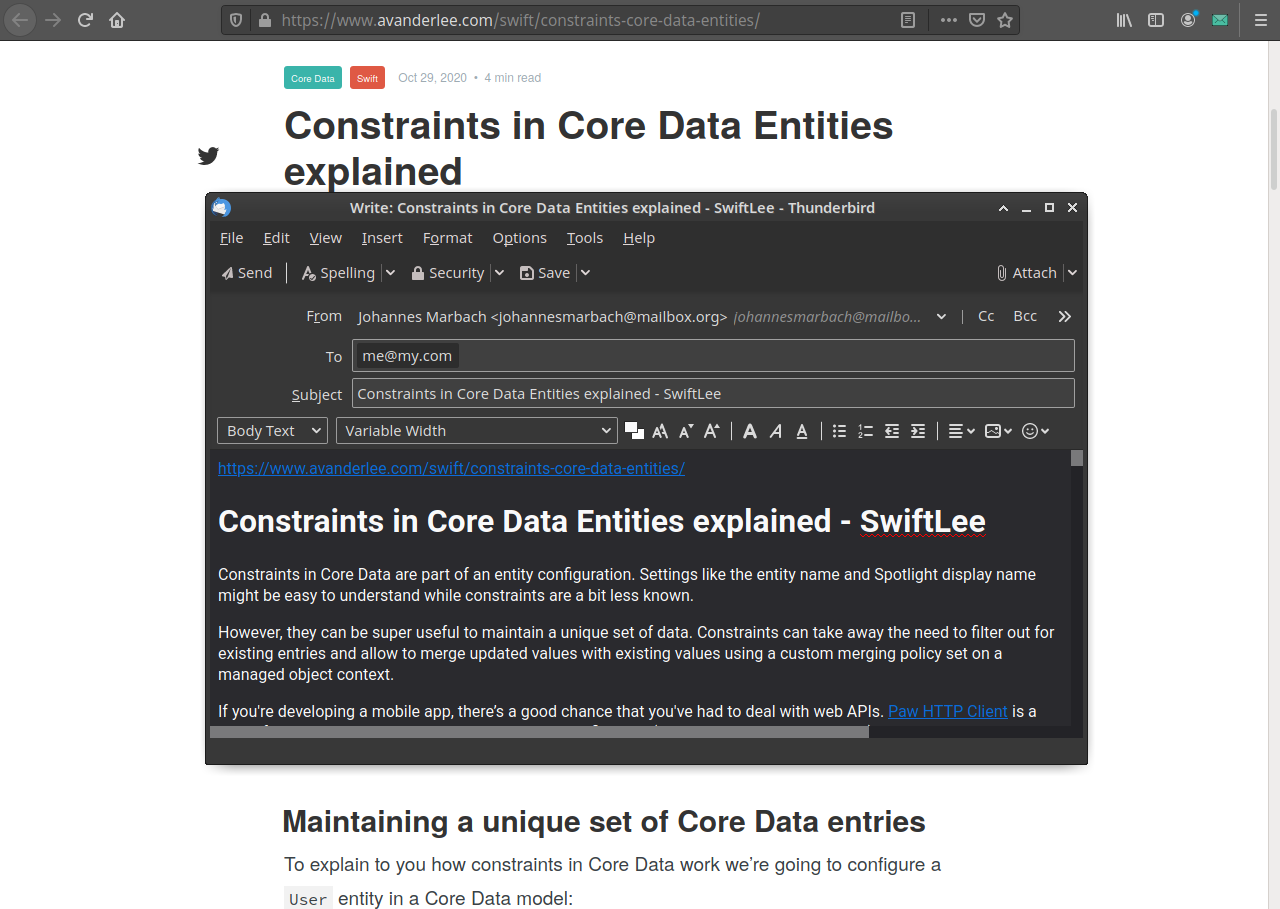 https://www.avanderlee.com/swift/constraints-core-data-entities/
Core Data Swift Oct 29, 2020 • 4 min read
Constraints in Core Data Entities
explained
Write: Constraints in Core Data Entities explained - SwiftLee - Thunderbird
File Edit View Insert Format Options Tools Help
Send Spelling Security Save Attach
From Johannes Marbach <johannesmarbach@mailbox.org> johannesmarbach@mailbo... Cc Bcc
To me@my.com
Subject Constraints in Core Data Entities explained - SwiftLee
Body Text Variable Width
https://www.avanderlee.com/swift/constraints-core-data-entities/
Constraints in Core Data Entities explained - SwiftLee
Constraints in Core Data are part of an entity configuration. Settings like the entity name and Spotlight display name
might be easy to understand while constraints are a bit less known.
However, they can be super useful to maintain a unique set of data. Constraints can take away the need to filter out for
existing entries and allow to merge updated values with existing values using a custom merging policy set on a
managed object context.
If you're developing a mobile app, there’s a good chance that you've had to deal with web APIs. Paw HTTP Client is a
Maintaining a unique set of Core Data entries
To explain to you how constraints in Core Data work we’re going to configure a
User entity in a Core Data model: